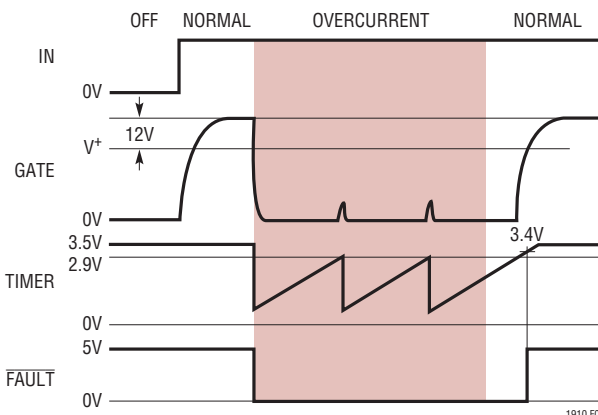 OFF NORMAL OVERCURRENT NORMAL
IN
0V
12V
V+
GATE
0V
3.5V
3.4V
2.9V
TIMER
0V
5V
FAULT
0V